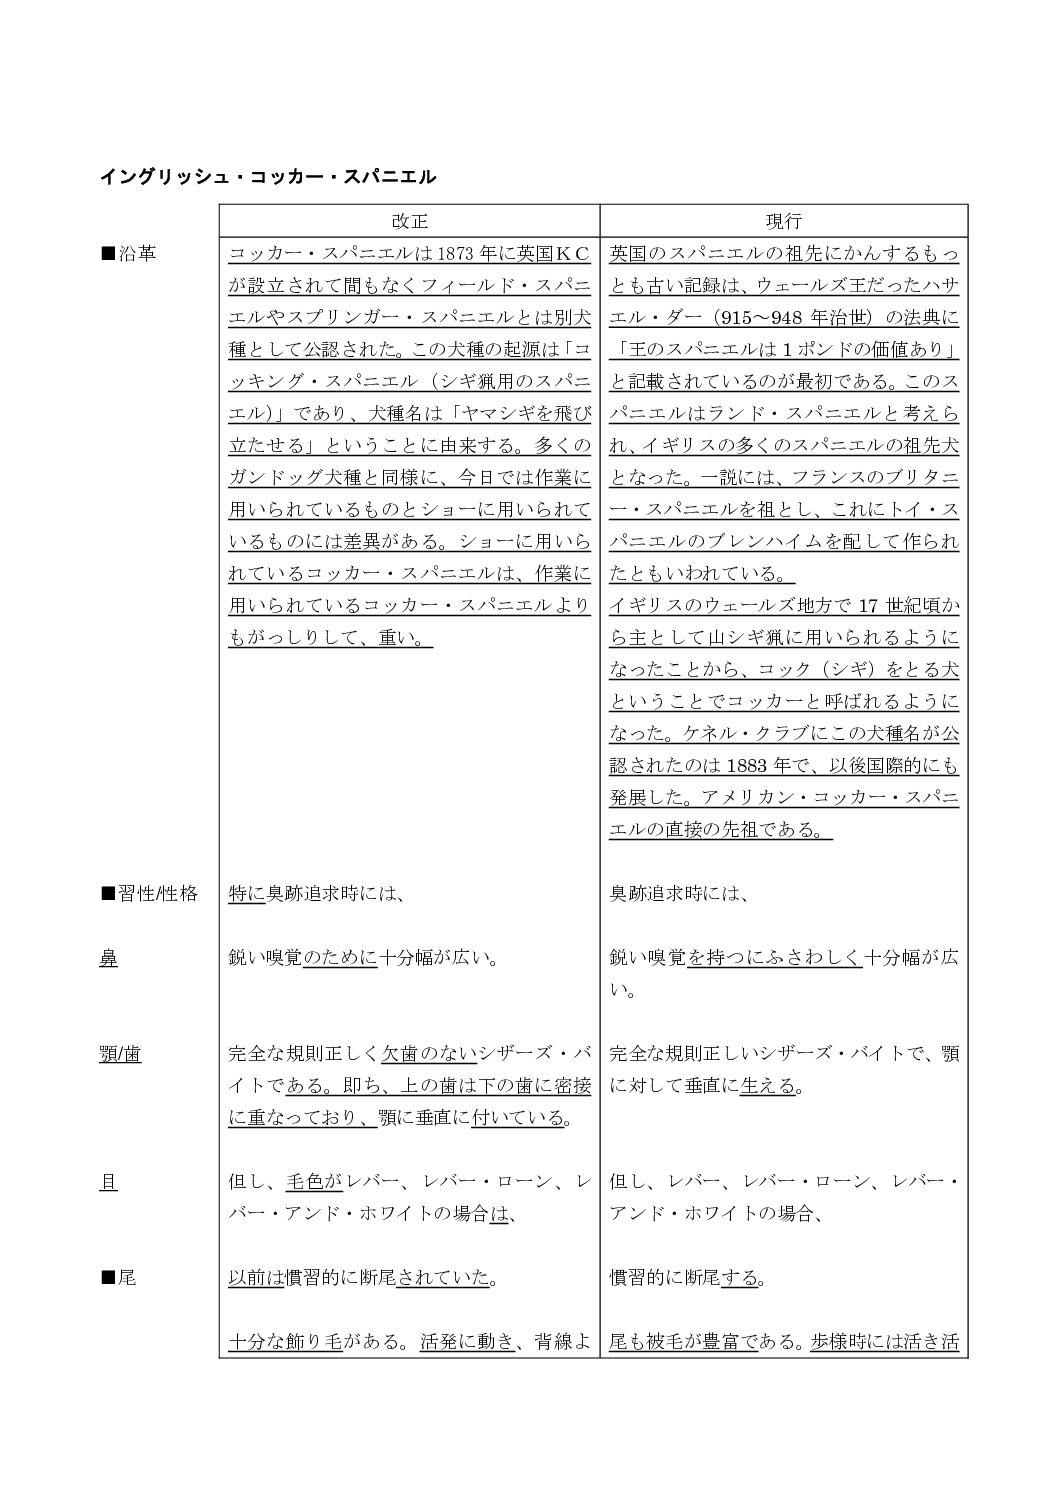 イングリッシュ・コッカー・スパニエル
改正
現行
■沿革
コッカー・スパニエルは 1873 年に英国ＫＣ
が設立されて間もなくフィールド・スパニ
エルやスプリンガー・スパニエルとは別犬
種として公認された。この犬種の起源は「コ
ッキング・スパニエル（シギ猟用のスパニ
エル）」であり、犬種名は「ヤマシギを飛び
立たせる」ということに由来する。多くの
ガンドッグ犬種と同様に、今日では作業に
用いられているものとショーに用いられて
いるものには差異がある。ショーに用いら
れているコッカー・スパニエルは、作業に
用いられているコッカー・スパニエルより
もがっしりして、重い。
英国のスパニエルの祖先にかんするもっ
とも古い記録は、ウェールズ王だったハサ
エル・ダー（915～948 年治世）の法典に
「王のスパニエルは 1 ポンドの価値あり」
と記載されているのが最初である。このス
パニエルはランド・スパニエルと考えら
れ、イギリスの多くのスパニエルの祖先犬
となった。一説には、フランスのブリタニ
ー・スパニエルを祖とし、これにトイ・ス
パニエルのブレンハイムを配して作られ
たともいわれている。
イギリスのウェールズ地方で 17 世紀頃か
ら主として山シギ猟に用いられるように
なったことから、コック（シギ）をとる犬
ということでコッカーと呼ばれるように
なった。ケネル・クラブにこの犬種名が公
認されたのは 1883 年で、以後国際的にも
発展した。アメリカン・コッカー・スパニ
エルの直接の先祖である。
■習性/性格
特に臭跡追求時には、
臭跡追求時には、
鼻
鋭い嗅覚のために十分幅が広い。
鋭い嗅覚を持つにふさわしく十分幅が広
い。
顎/歯
完全な規則正しく欠歯のないシザーズ・バ
イトである。即ち、上の歯は下の歯に密接
に重なっており、顎に垂直に付いている。
完全な規則正しいシザーズ・バイトで、顎
に対して垂直に生える。
目
但し、毛色がレバー、レバー・ローン、レ
バー・アンド・ホワイトの場合は、
但し、レバー、レバー・ローン、レバー・
アンド・ホワイトの場合、
■尾
以前は慣習的に断尾されていた。
慣習的に断尾する。
十分な飾り毛がある。活発に動き、背線よ
尾も被毛が豊富である。歩様時には活き活